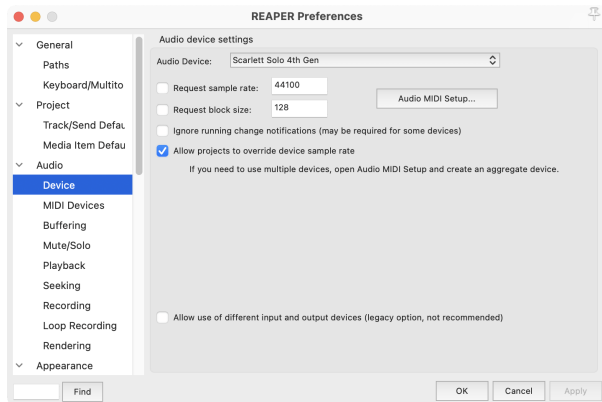 REAPER Preferences
General
Paths
Keyboard/Multito
Project
Track/Send Defau
Media Item Defau
Audio
Device
MIDI Devices
Buffering
Mute/Solo
Playback
Seeking
Recording
Loop Recording
Rendering
Appearance
Find
Audio device settings
Audio Device: Scarlett Solo 4th Gen
Request sample rate: 44100
Request block size: 128
Audio MIDI Setup...
Ignore running change notifications (may be required for some devices)
Allow projects to override device sample rate
If you need to use multiple devices, open Audio MIDI Setup and create an aggregate device.
Allow use of different input and output devices (legacy option, not recommended)
OK Cancel Apply